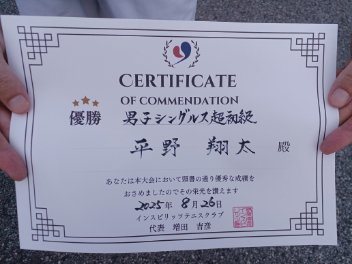 CERTIFICATE
OF COMMENDATION
優勝 男子シングルス超初級
平野 翔太 殿
あなたは本大会において頭書の通り優秀な成績を
おさめましたのでその栄光を讃えます
2025年 8月 26日
インスピリッツテニスクラブ
代表 増田 吉彦